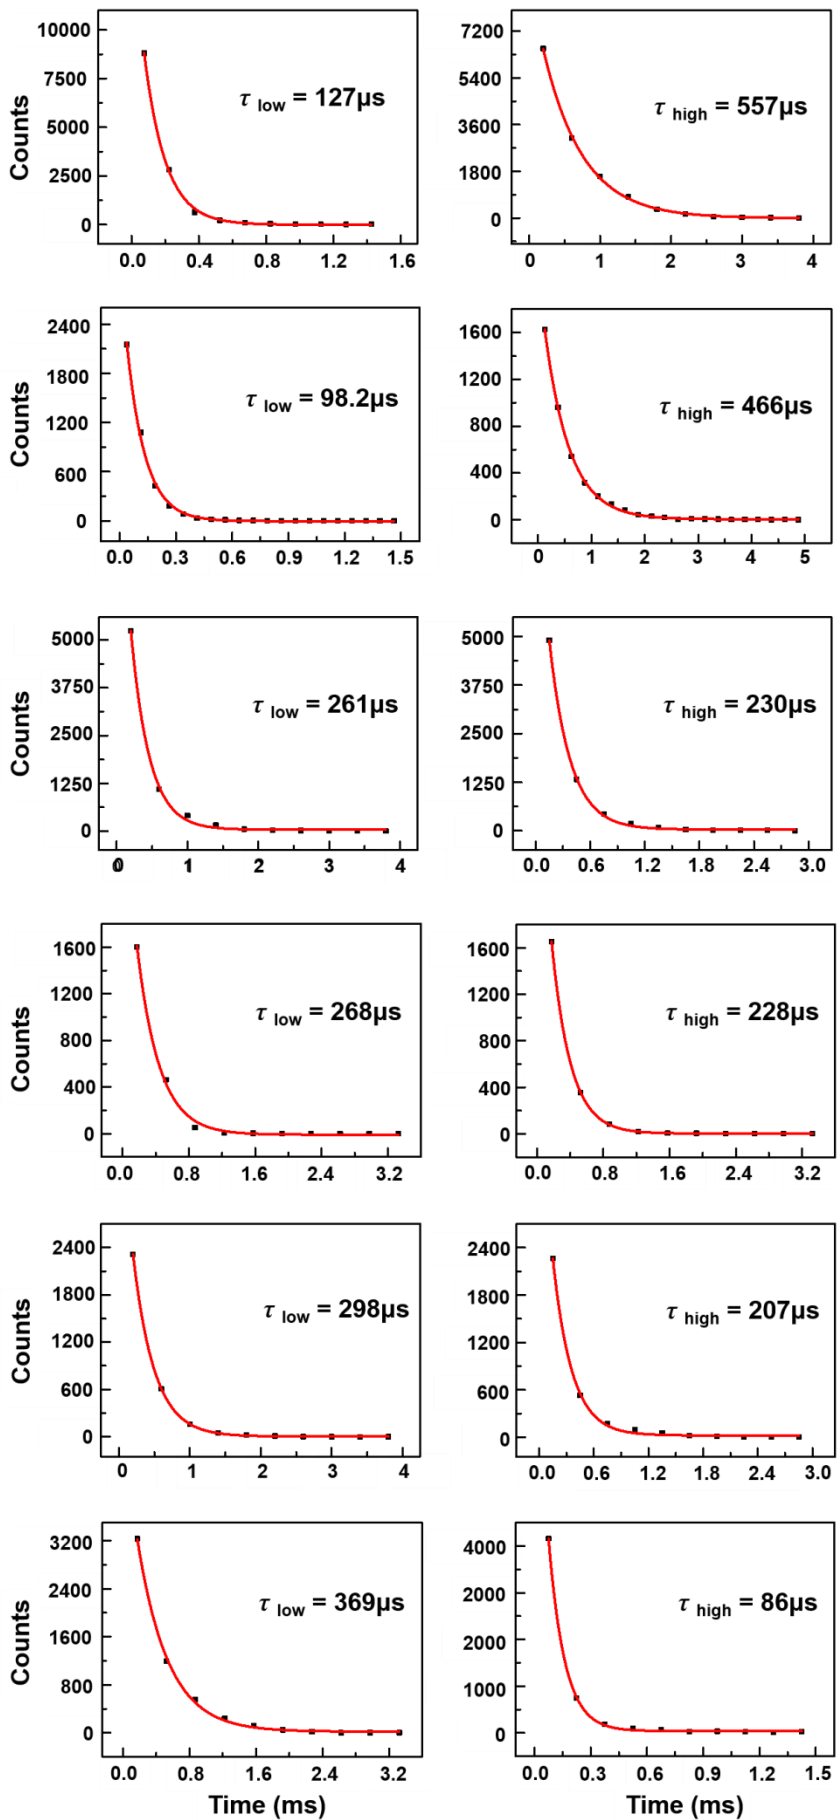 Counts
10000
7500
5000
2500
0
τ low = 127µs
0.0 0.4 0.8 1.2 1.6
7200
5400
3600
1800
0
τ high = 557µs
0 1 2 3 4
Counts
2400
1800
1200
600
0
τ low = 98.2µs
0.0 0.3 0.6 0.9 1.2 1.5
1600
1200
800
400
0
τ high = 466µs
0 1 2 3 4 5
Counts
5000
3750
2500
1250
0
τ low = 261µs
0 1 2 3 4
5000
3750
2500
1250
0
τ high = 230µs
0.0 0.6 1.2 1.8 2.4 3.0
Counts
1600
1200
800
400
0
τ low = 268µs
0.0 0.8 1.6 2.4 3.2
1600
1200
800
400
0
τ high = 228µs
0.0 0.8 1.6 2.4 3.2
Counts
2400
1800
1200
600
0
τ low = 298µs
0 1 2 3 4
2400
1800
1200
600
0
τ high = 207µs
0.0 0.6 1.2 1.8 2.4 3.0
Counts
3200
2400
1600
800
0
τ low = 369µs
0.0 0.8 1.6 2.4 3.2
Time (ms)
4000
2000
2000
1000
0
τ high = 86µs
0.0 0.3 0.6 0.9 1.2 1.5
Time (ms)